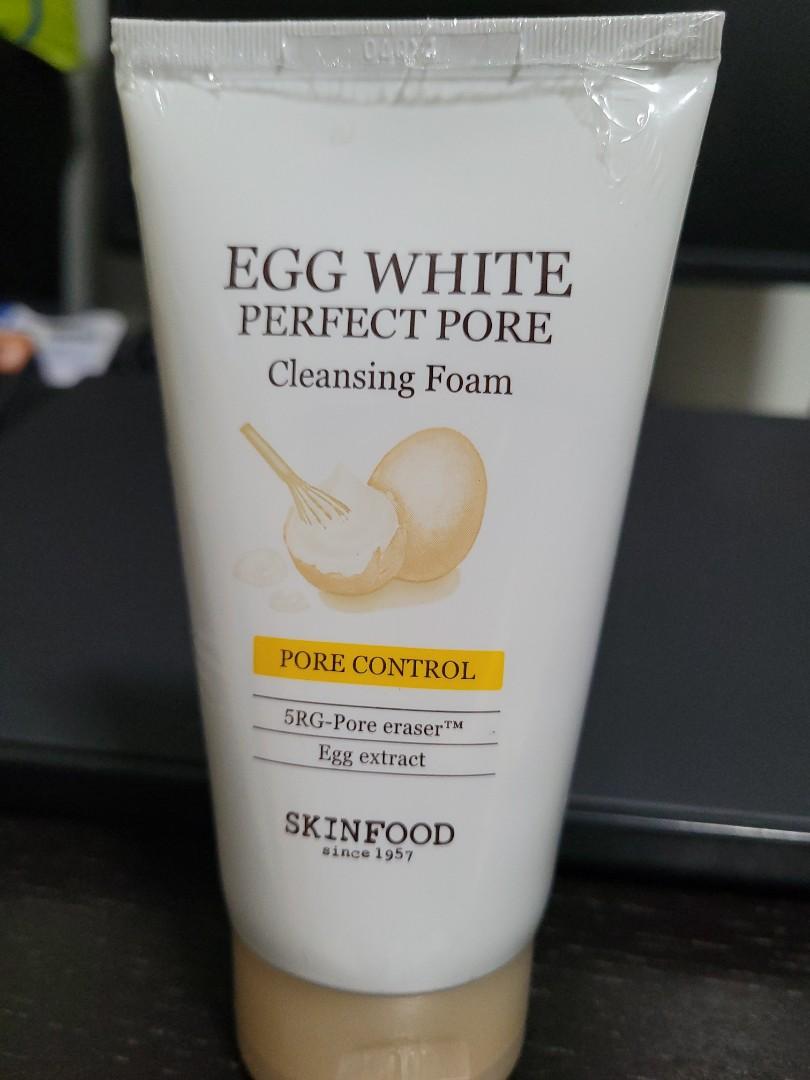 EGG WHITE
PERFECT PORE
Cleansing Foam
PORE CONTROL
5RG-Pore eraser™
Egg extract
SKINFOOD
since 1957